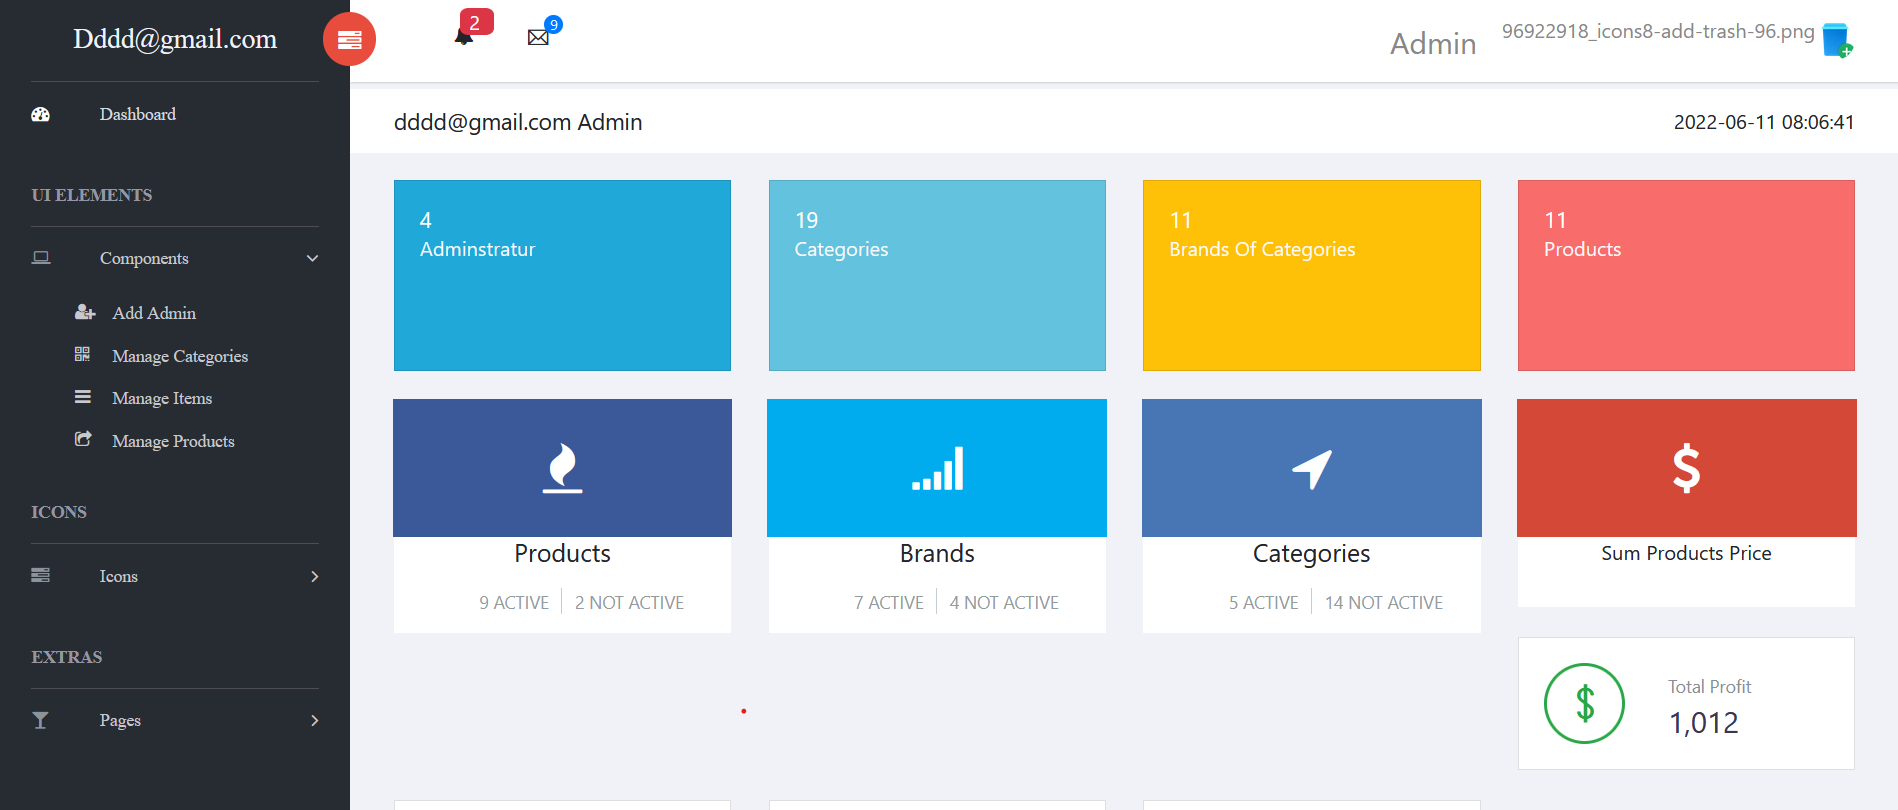 Dddd@gmail.com
2
9
Admin
96922918_icons8-add-trash-96.png
Dashboard
dddd@gmail.com Admin
2022-06-11 08:06:41
UI ELEMENTS
Components
Add Admin
Manage Categories
Manage Items
Manage Products
ICONS
Icons
EXTRAS
Pages
4
Adminstratur
19
Categories
11
Brands Of Categories
11
Products
Products
9 ACTIVE
2 NOT ACTIVE
Brands
7 ACTIVE
4 NOT ACTIVE
Categories
5 ACTIVE
14 NOT ACTIVE
Sum Products Price
Total Profit
1,012